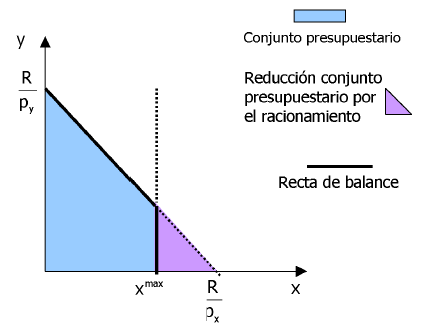 y
R
p_y
Conjunto presupuestario
Reducción conjunto
presupuestario por
el racionamiento
Recta de balance
x^max
R
p_x
x